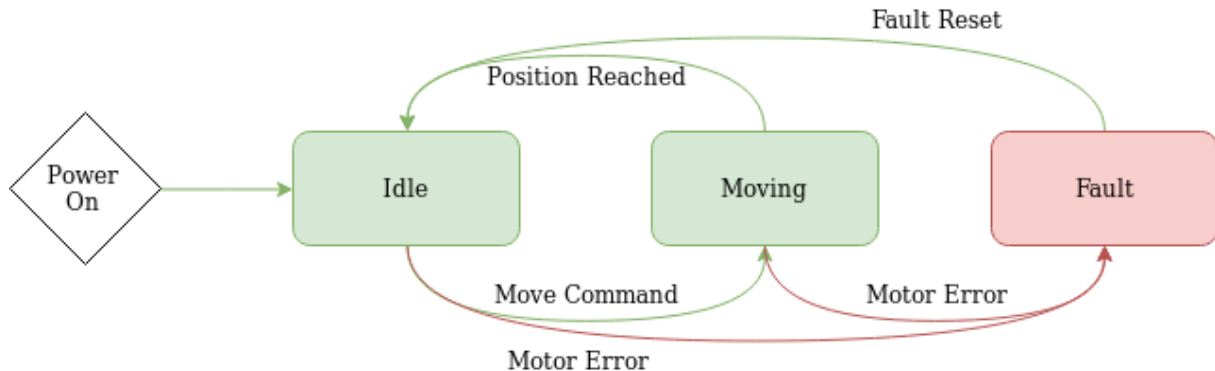 Fault Reset
Position Reached
Power
On
Idle
Moving
Fault
Move Command
Motor Error
Motor Error